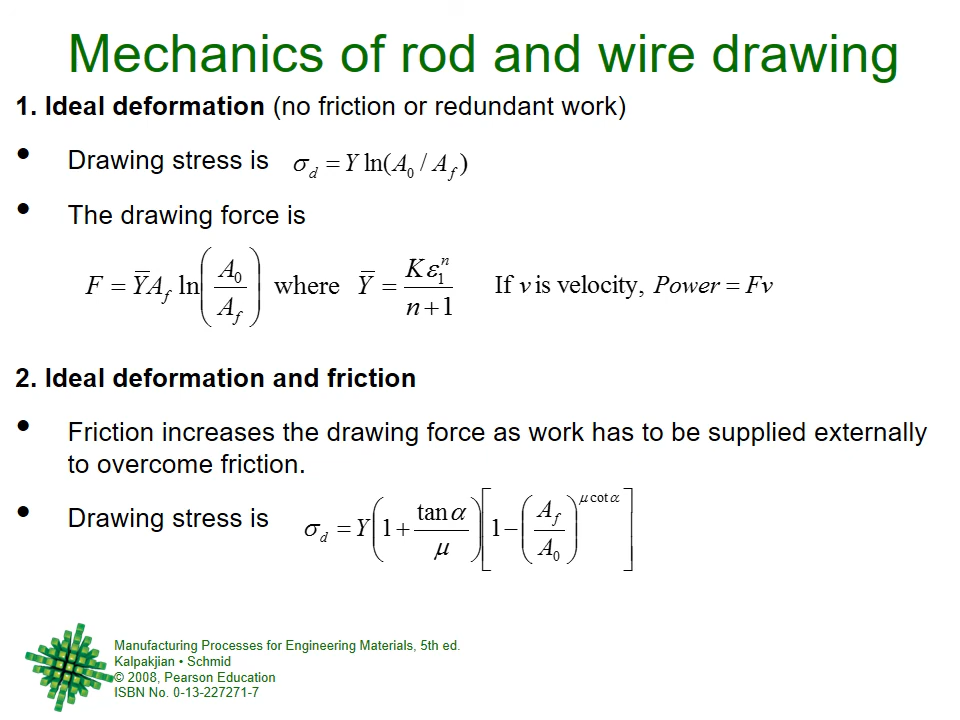 Mechanics of rod and wire drawing
1. Ideal deformation (no friction or redundant work)
• Drawing stress is σ_d = Y ln(A_0 / A_f)
• The drawing force is
F = Y̅A_f ln(A_0 / A_f) where Y̅ = Kε_1^n / (n+1) If v is velocity, Power = Fv
2. Ideal deformation and friction
• Friction increases the drawing force as work has to be supplied externally
to overcome friction.
• Drawing stress is σ_d = Y(1 + tan α / μ)[1 − (A_f / A_0)^(μ cot α)]
Manufacturing Processes for Engineering Materials, 5th ed.
Kalpakjian • Schmid
© 2008, Pearson Education
ISBN No. 0-13-227271-7